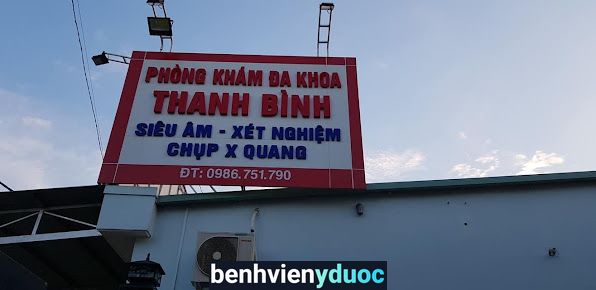 PHÒNG KHÁM ĐA KHOA
THANH BÌNH
SIÊU ÂM - XÉT NGHIỆM
CHỤP X QUANG
ĐT: 0986.751.790
benhvienyduoc